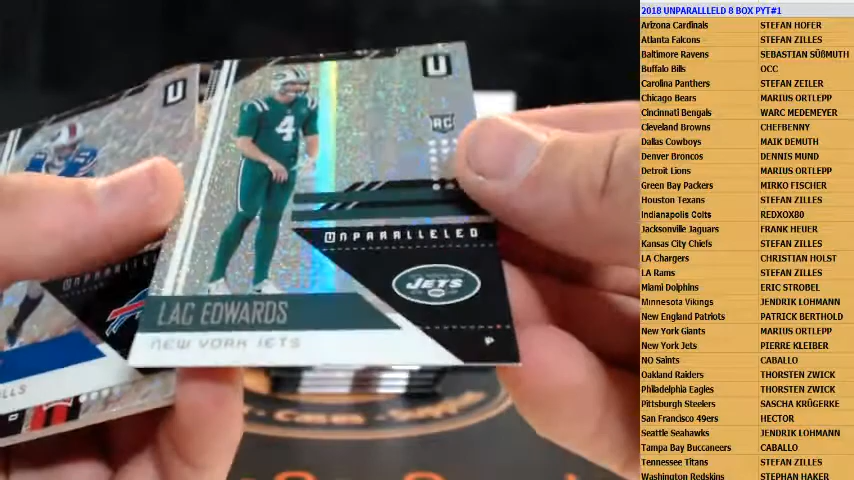 2018 UNPARALLLELD 8 BOX PYT#1
Arizona Cardinals STEFAN HOFER
Atlanta Falcons STEFAN ZILLES
Baltimore Ravens SEBASTIAN SÜßMUTH
Buffalo Bills OCC
Carolina Panthers STEFAN ZEILER
Chicago Bears MARIUS ORTLEPP
Cincinnati Bengals WARC MEDEMEYER
Cleveland Browns CHEFBENNY
Dallas Cowboys MAIK DEMUTH
Denver Broncos DENNIS MUND
Detroit Lions MARIUS ORTLEPP
Green Bay Packers MIRKO FISCHER
Houston Texans STEFAN ZILLES
Indianapolis Colts REDXOX80
Jacksonville Jaguars FRANK HEUER
Kansas City Chiefs STEFAN ZILLES
LA Chargers CHRISTIAN HOLST
LA Rams STEFAN ZILLES
Miami Dolphins ERIC STROBEL
Minnesota Vikings JENDRIK LOHMANN
New England Patriots PATRICK BERTHOLD
New York Giants MARIUS ORTLEPP
New York Jets PIERRE KLEIBER
NO Saints CABALLO
Oakland Raiders THORSTEN ZWICK
Philadelphia Eagles THORSTEN ZWICK
Pittsburgh Steelers SASCHA KRÜGERKE
San Francisco 49ers HECTOR
Seattle Seahawks JENDRIK LOHMANN
Tampa Bay Buccaneers CABALLO
Tennessee Titans STEFAN ZILLES
Washington Redskins STEPHAN HAKER
U
U
RC
4
UNPARALLELED
JETS
LAC EDWARDS
NEW YORK JETS
P
UNPARALLELED